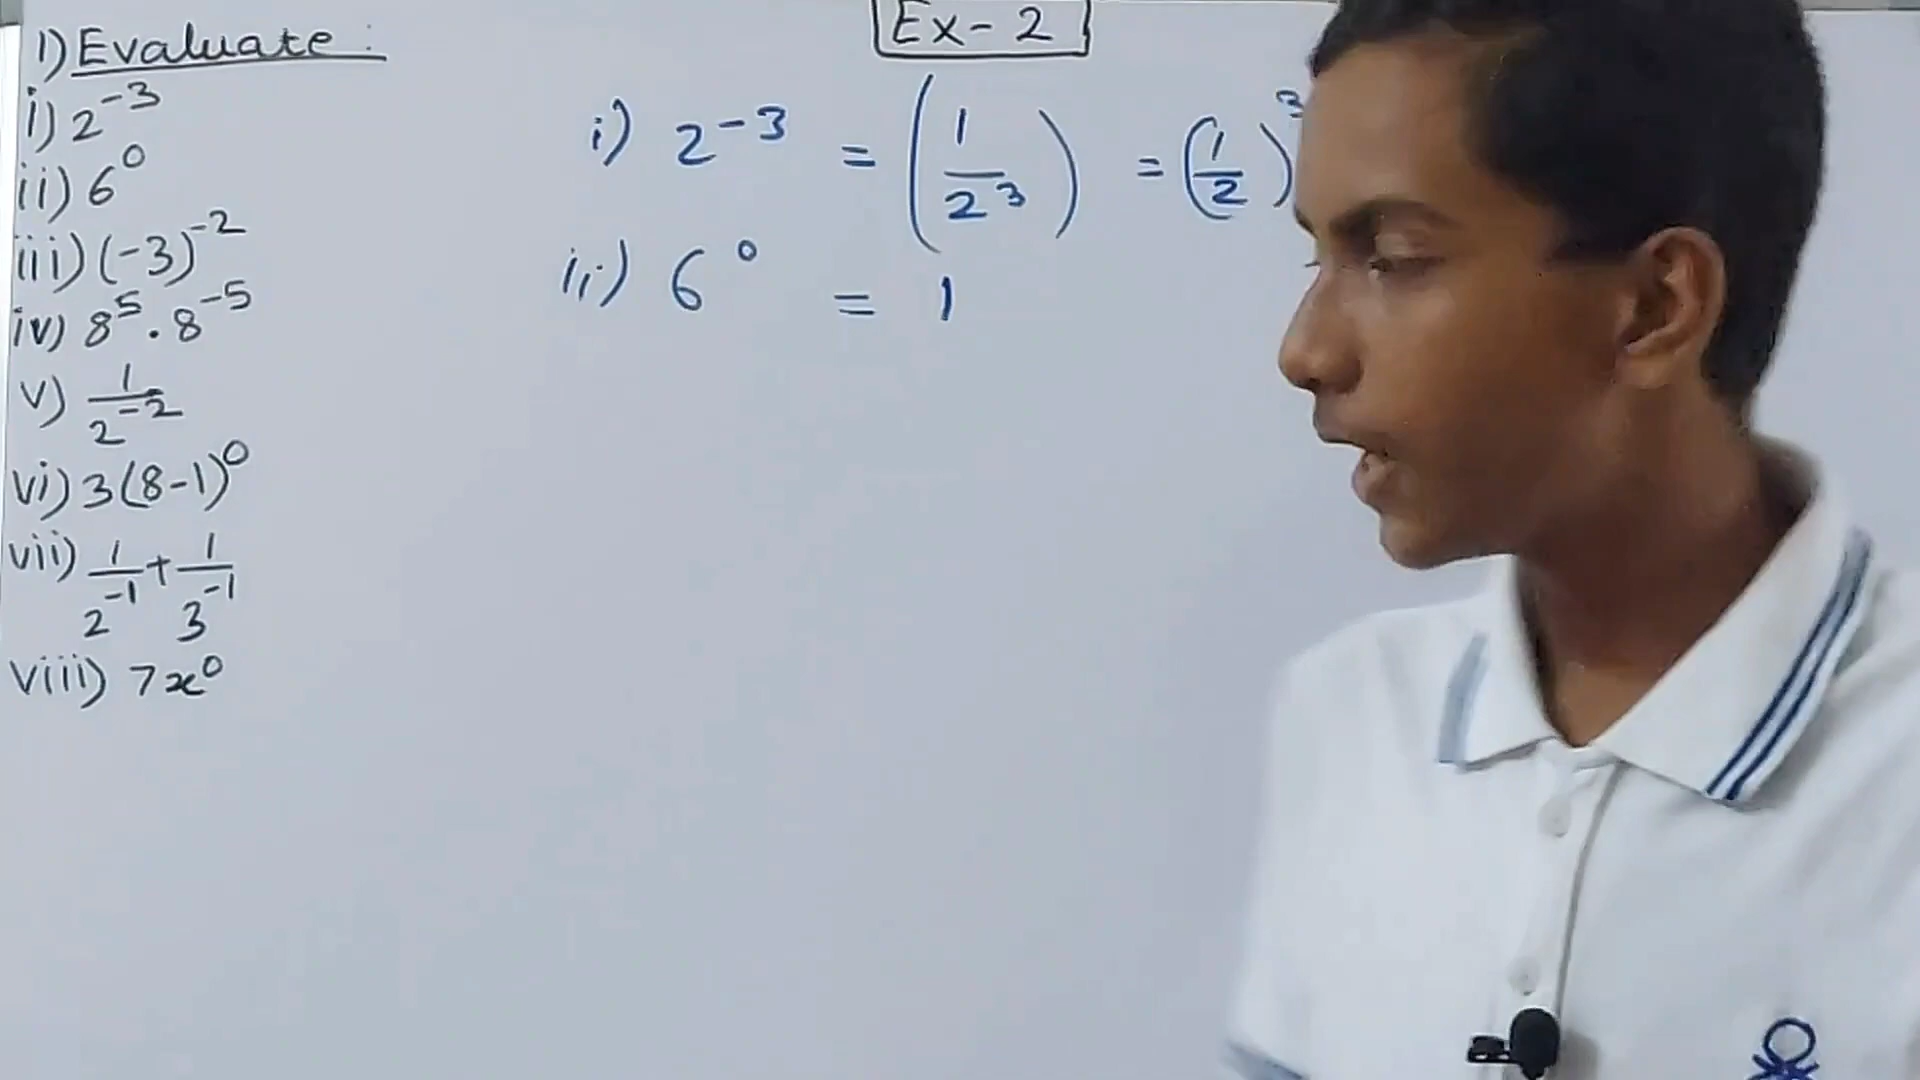 1) Evaluate :
i) 2^-3
ii) 6^0
iii) (-3)^-2
iv) 8^5 . 8^-5
v) 1/2^-2
vi) 3(8-1)^0
vii) 1/2^-1 + 1/3^-1
viii) 7x^0
Ex-2
i) 2^-3 = (1/2^3) = (1/2)^3
ii) 6^0 = 1